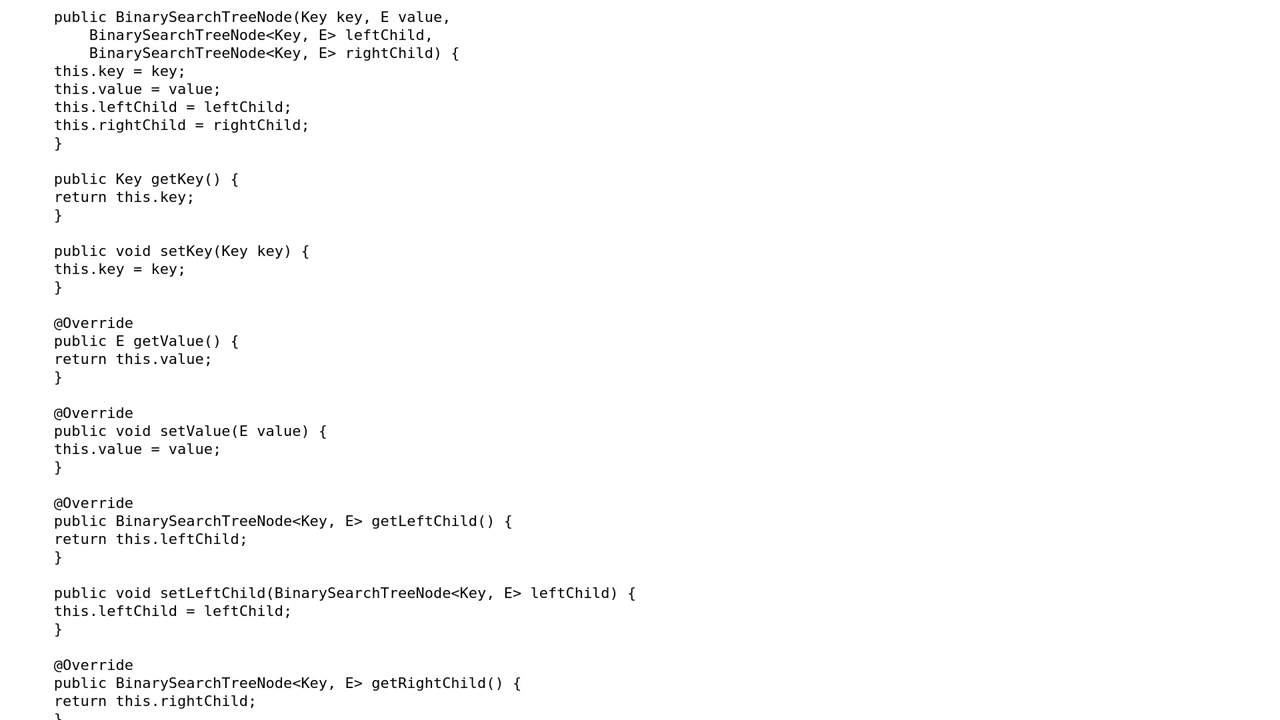 public BinarySearchTreeNode(Key key, E value,
    BinarySearchTreeNode<Key, E> leftChild,
    BinarySearchTreeNode<Key, E> rightChild) {
this.key = key;
this.value = value;
this.leftChild = leftChild;
this.rightChild = rightChild;
}

public Key getKey() {
return this.key;
}

public void setKey(Key key) {
this.key = key;
}

@Override
public E getValue() {
return this.value;
}

@Override
public void setValue(E value) {
this.value = value;
}

@Override
public BinarySearchTreeNode<Key, E> getLeftChild() {
return this.leftChild;
}

public void setLeftChild(BinarySearchTreeNode<Key, E> leftChild) {
this.leftChild = leftChild;
}

@Override
public BinarySearchTreeNode<Key, E> getRightChild() {
return this.rightChild;
}